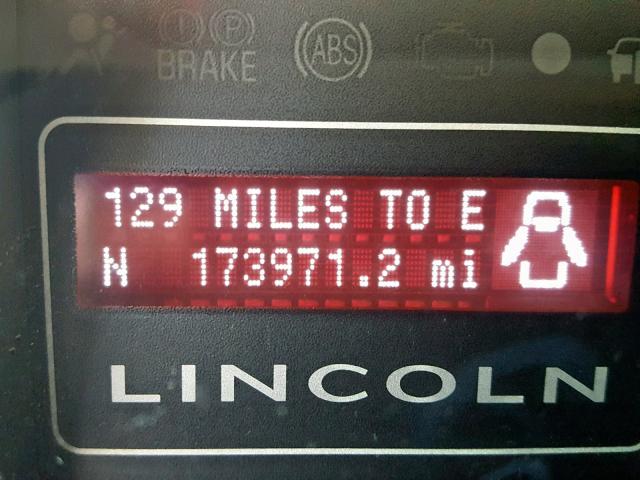 (!) (P)
BRAKE (ABS)
129 MILES TO E
N 173971.2 mi
LINCOLN